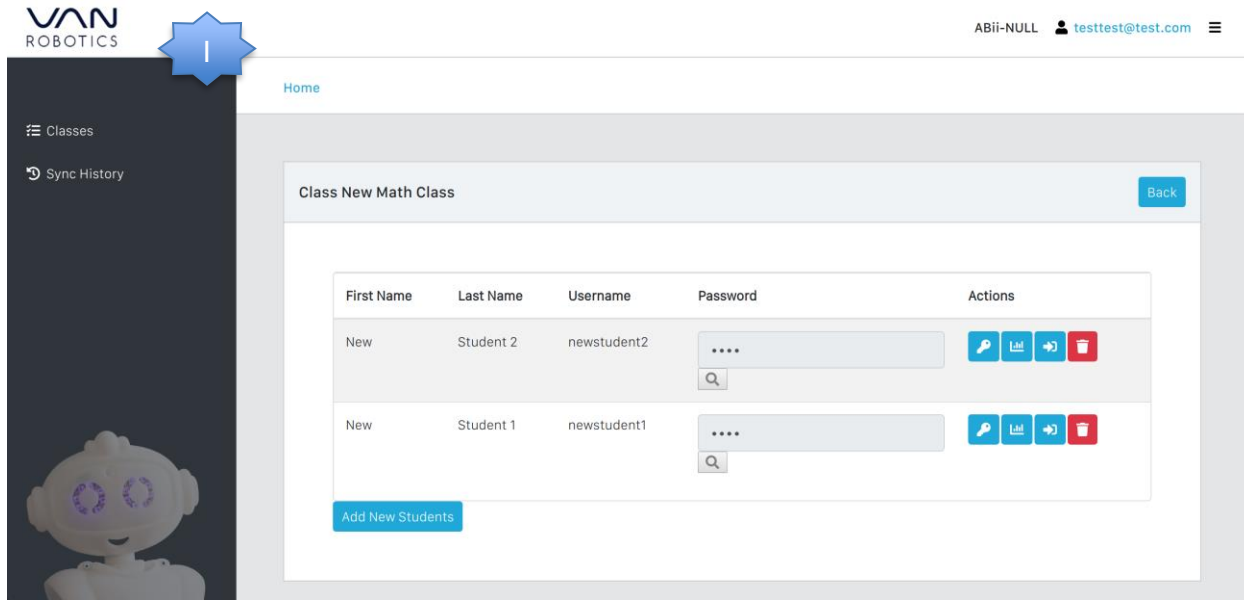 VAN
ROBOTICS
I
ABii-NULL testtest@test.com
Home
Classes
Sync History
Class New Math Class
Back
First Name Last Name Username Password Actions
New Student 2 newstudent2 ••••
New Student 1 newstudent1 ••••
Add New Students